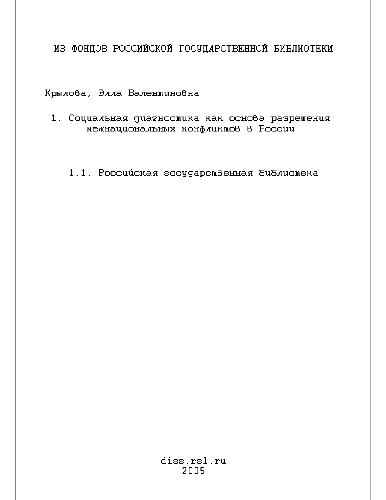 ИЗ ФОНДОВ РОССИЙСКОЙ ГОСУДАРСТВЕННОЙ БИБЛИОТЕКИ
Крылова, Элла Валентиновна
1. Социальная диагностика как основа разрешения
межнациональных конфликтов в России
1.1. Российская государственная библиотека
diss.rsl.ru
2005